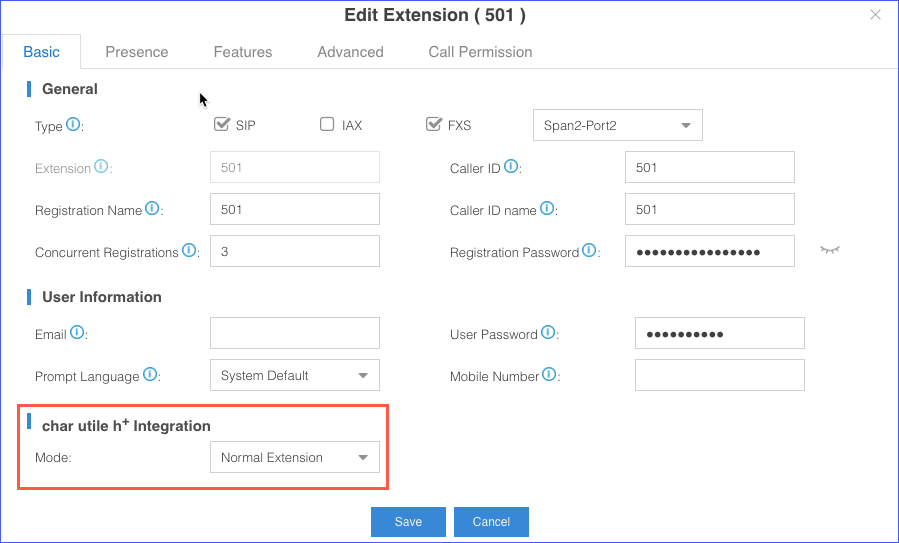 Edit Extension ( 501 )
Basic Presence Features Advanced Call Permission
General
Type : SIP IAX FXS Span2-Port2
Extension : 501 Caller ID : 501
Registration Name : 501 Caller ID name : 501
Concurrent Registrations : 3 Registration Password : ●●●●●●●●●●●●●●●●
User Information
Email : User Password : ●●●●●●●●●●
Prompt Language : System Default Mobile Number :
char utile h+ Integration
Mode: Normal Extension
Save Cancel